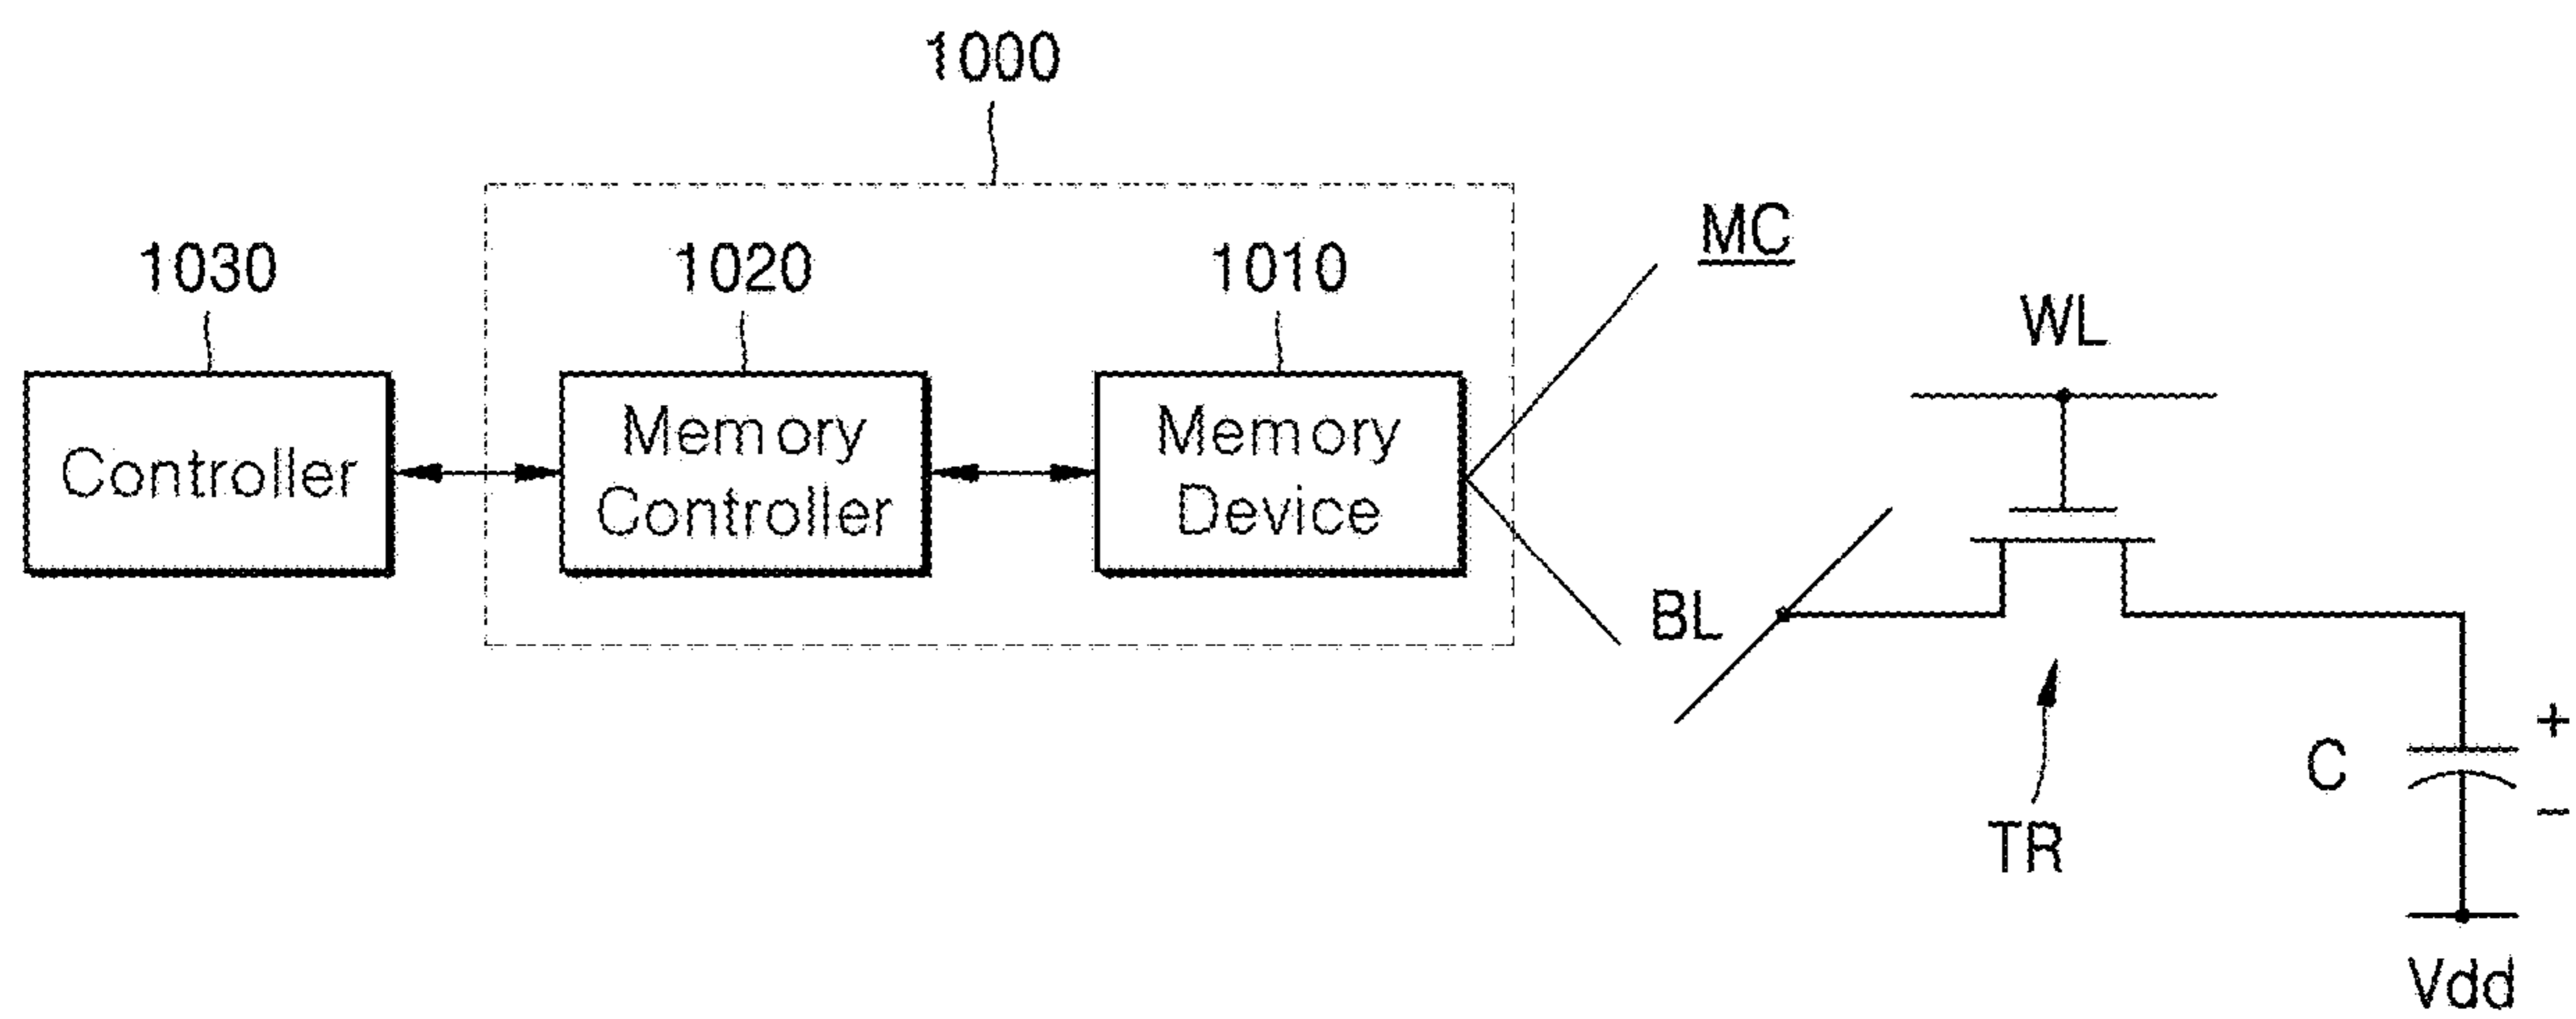 1000
MC
1030
1020
1010
WL
Controller
Memory
Controller
Memory
Device
BL
+
C
−
TR
Vdd